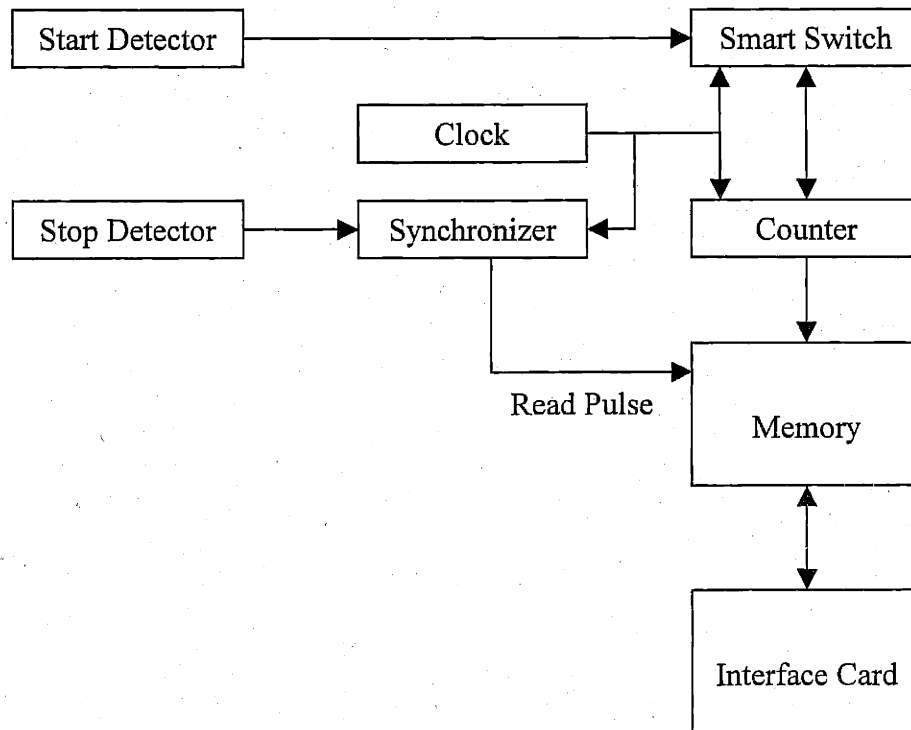 Start Detector
Smart Switch
Clock
Stop Detector
Synchronizer
Counter
Read Pulse
Memory
Interface Card